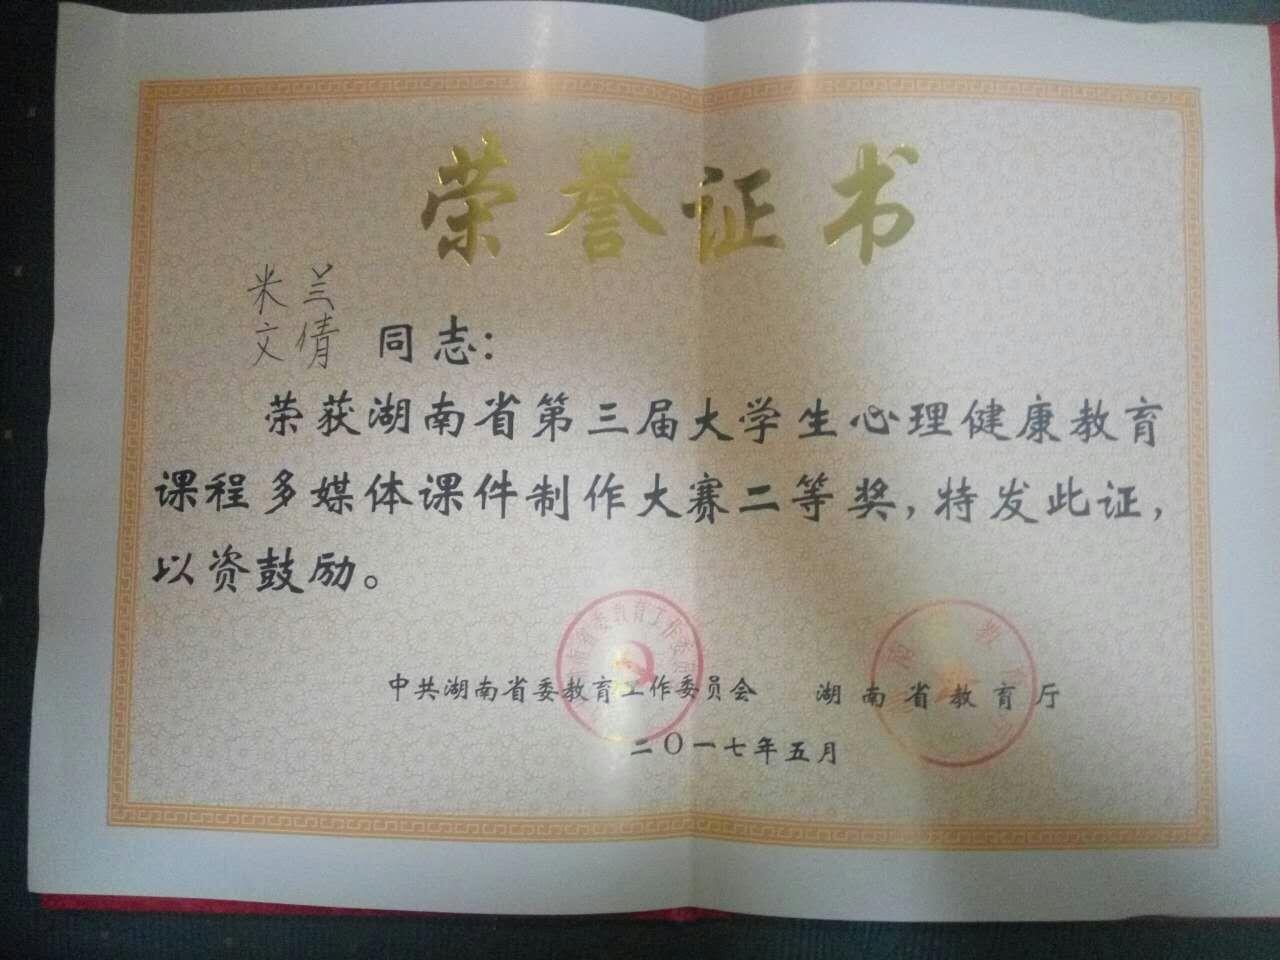 荣誉证书
米兰
文倩 同志：
荣获湖南省第三届大学生心理健康教育
课程多媒体课件制作大赛二等奖，特发此证，
以资鼓励。
中共湖南省委教育工作委员会 湖南省教育厅
二〇一七年五月